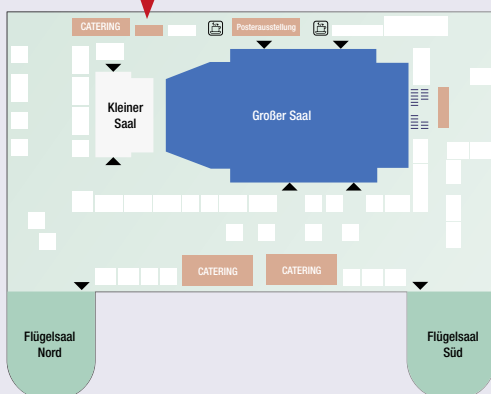 CATERING
Posterausstellung
Kleiner
Saal
Großer Saal
CATERING
CATERING
Flügelsaal
Nord
Flügelsaal
Süd